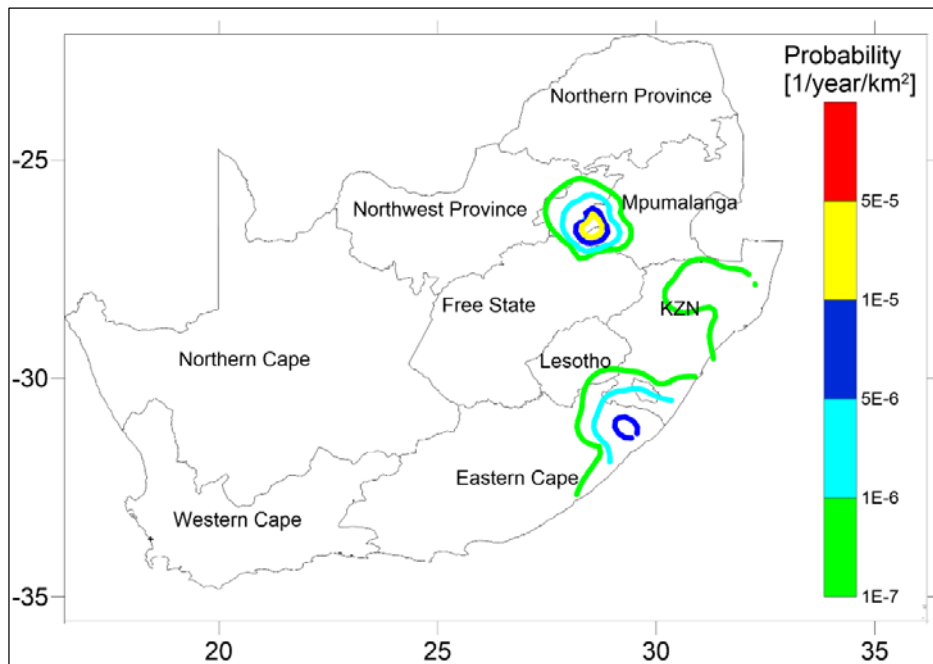 Probability
[1/year/km²]
Northern Province
-25
Northwest Province
Mpumalanga
5E-5
Free State
KZN
1E-5
Northern Cape
Lesotho
-30
5E-6
Eastern Cape
1E-6
Western Cape
-35
1E-7
20
25
30
35